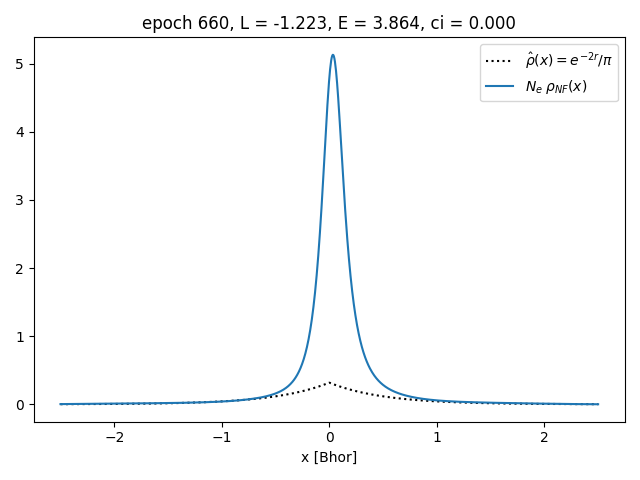 epoch 660, L = -1.223, E = 3.864, ci = 0.000
ρ̂(x) = e^{-2r}/π
N_e ρ_{NF}(x)
5
4
3
2
1
0
−2 −1 0 1 2
x [Bhor]